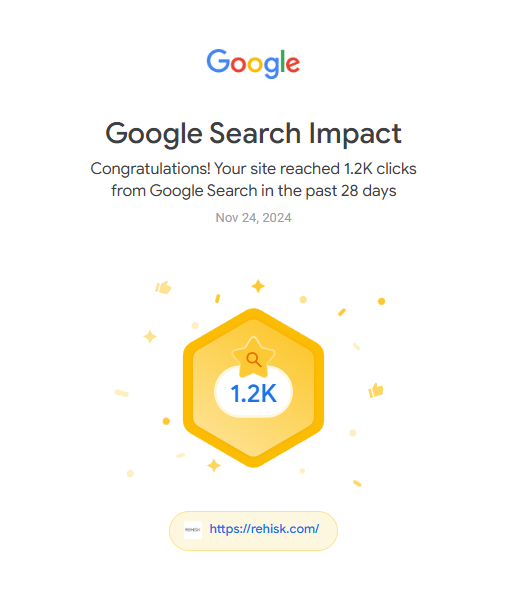 Google
Google Search Impact
Congratulations! Your site reached 1.2K clicks
from Google Search in the past 28 days
Nov 24, 2024
1.2K
REHISK https://rehisk.com/